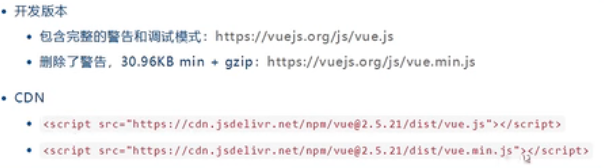 开发版本
包含完整的警告和调试模式：https://vuejs.org/js/vue.js
删除了警告，30.96KB min + gzip：https://vuejs.org/js/vue.min.js
CDN
<script src="https://cdn.jsdelivr.net/npm/vue@2.5.21/dist/vue.js"></script>
<script src="https://cdn.jsdelivr.net/npm/vue@2.5.21/dist/vue.min.js"></script>